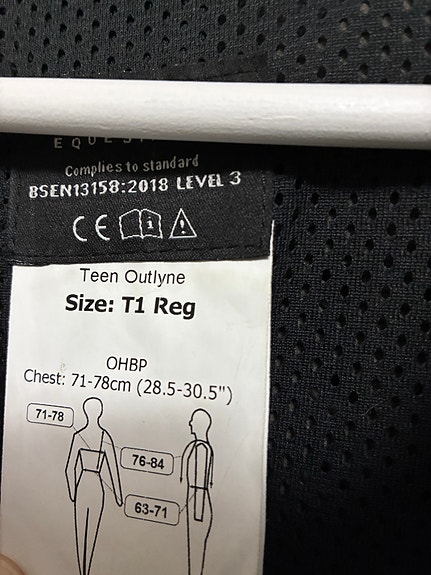 Complies to standard
BSEN13158:2018 LEVEL 3
CE
Teen Outlyne
Size: T1 Reg
OHBP
Chest: 71-78cm (28.5-30.5")
71-78
76-84
63-71